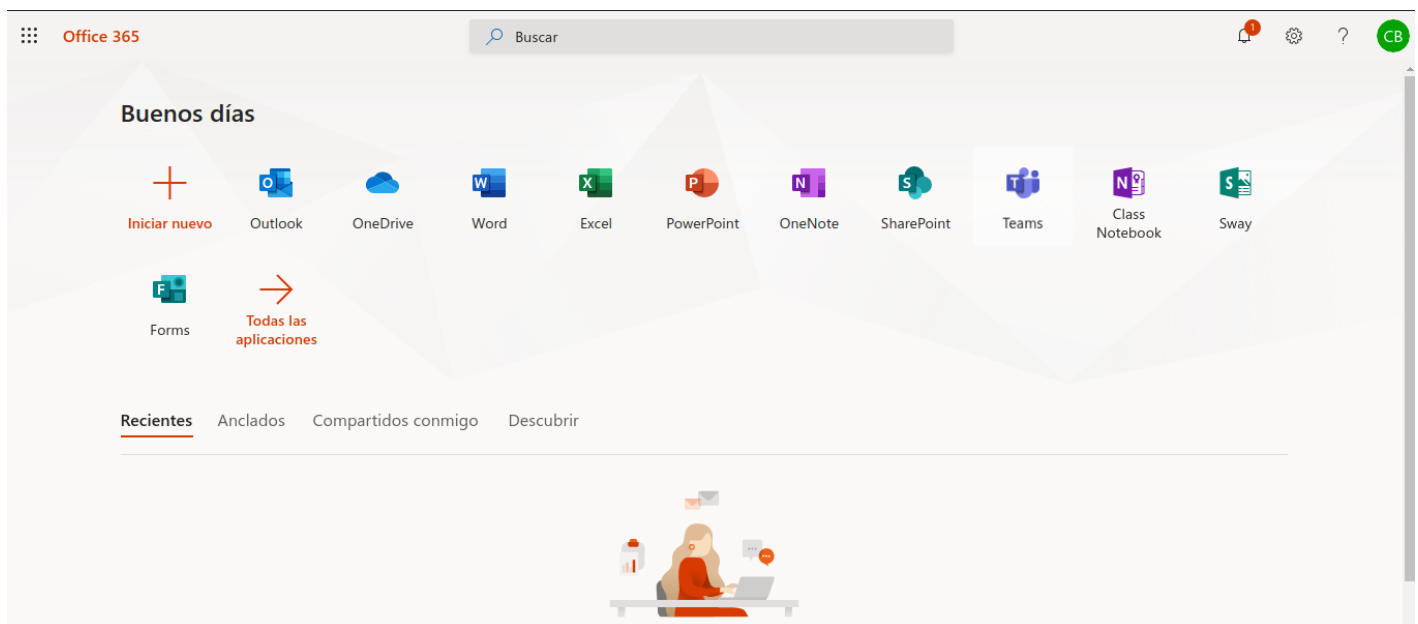 Office 365
Buscar
1
CB
Buenos días
Iniciar nuevo
Outlook
OneDrive
Word
Excel
PowerPoint
OneNote
SharePoint
Teams
Class
Notebook
Sway
Forms
Todas las
aplicaciones
Recientes
Anclados
Compartidos conmigo
Descubrir